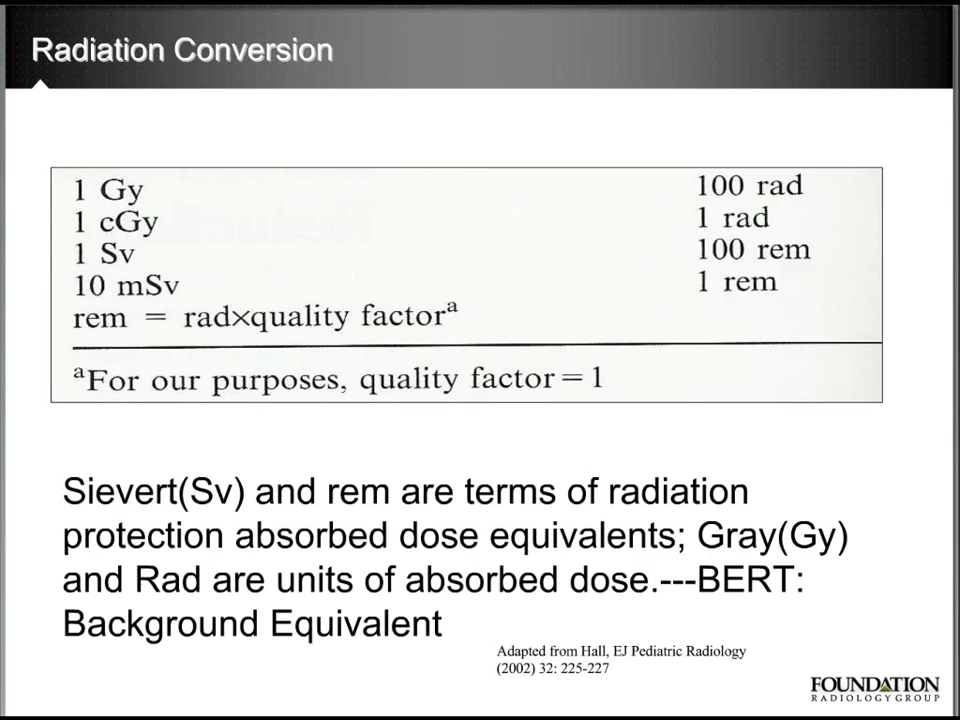 Radiation Conversion
1 Gy 100 rad
1 cGy 1 rad
1 Sv 100 rem
10 mSv 1 rem
rem = rad×quality factorᵃ
ᵃFor our purposes, quality factor = 1
Sievert(Sv) and rem are terms of radiation
protection absorbed dose equivalents; Gray(Gy)
and Rad are units of absorbed dose.---BERT:
Background Equivalent
Adapted from Hall, EJ Pediatric Radiology
(2002) 32: 225-227
FOUNDATION
RADIOLOGY GROUP